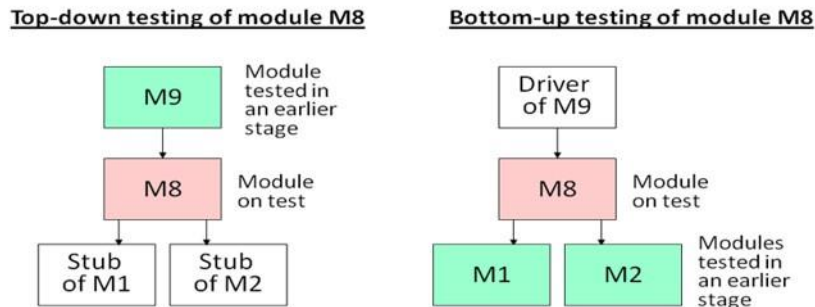 Top-down testing of module M8
M9
Module
tested in
an earlier
stage
M8
Module
on test
Stub
of M1
Stub
of M2
Bottom-up testing of module M8
Driver
of M9
M8
Module
on test
M1
M2
Modules
tested in
an earlier
stage